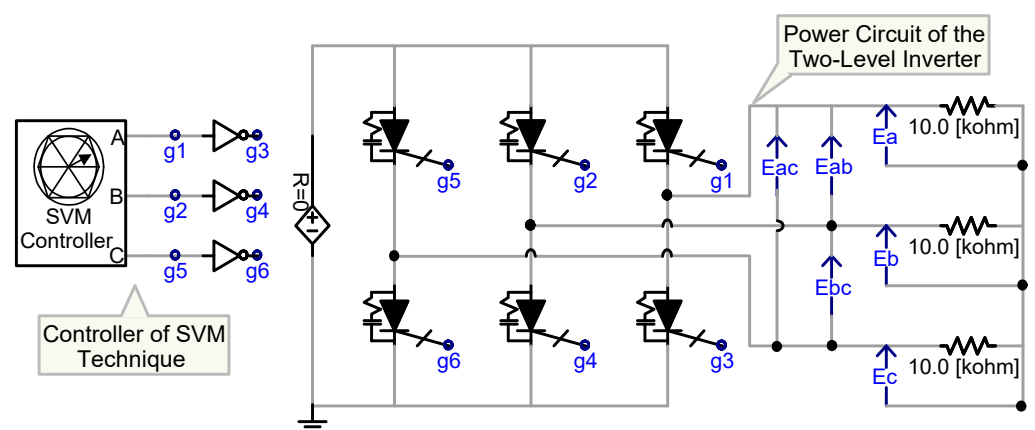 Power Circuit of the
Two-Level Inverter
A
g1
g3
B
g2
g4
C
g5
g6
SVM
Controller
Controller of SVM
Technique
R=0
+
-
g5
g2
g1
g6
g4
g3
Eac
Eab
Ebc
Ea
10.0 [kohm]
Eb
10.0 [kohm]
Ec
10.0 [kohm]